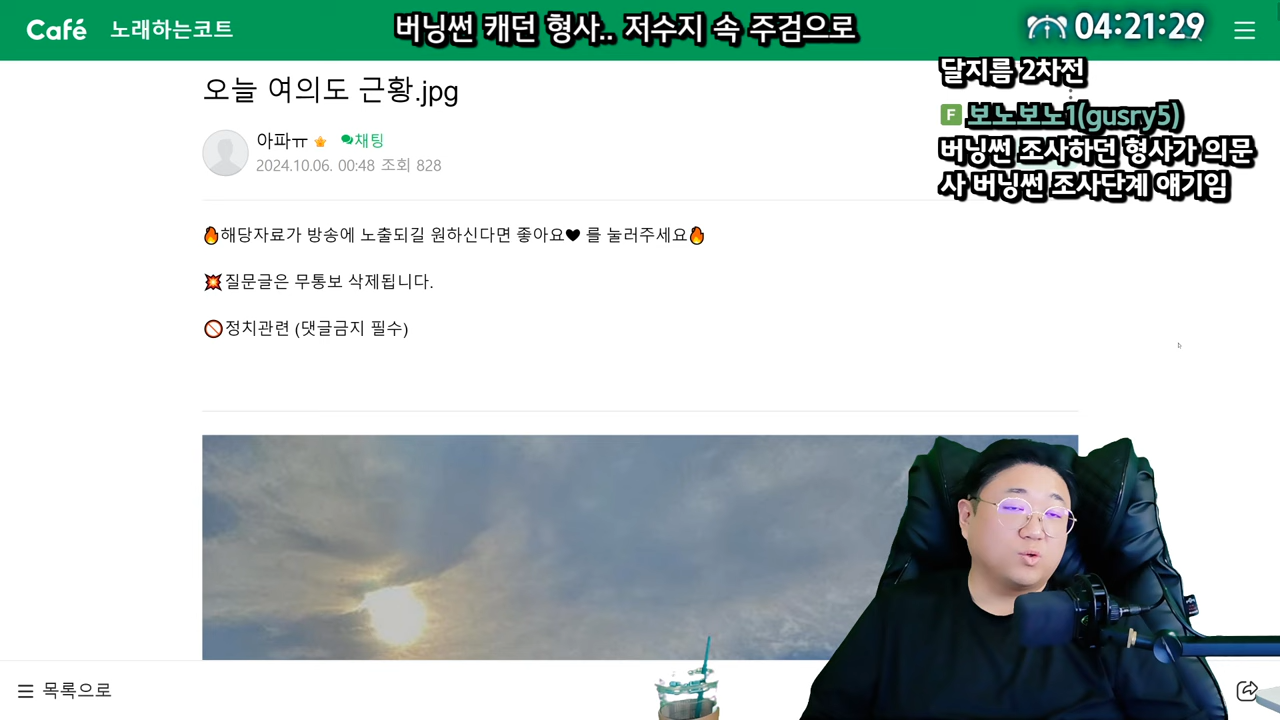 Café 노래하는코트
버닝썬 캐던 형사.. 저수지 속 주검으로
04:21:29
달지름 2차전
F 보노보노1(gusry5)
버닝썬 조사하던 형사가 의문
사 버닝썬 조사단계 얘기임
오늘 여의도 근황.jpg
아파ㅠ 채팅
2024.10.06. 00:48 조회 828
🔥해당자료가 방송에 노출되길 원하신다면 좋아요🖤 를 눌러주세요🔥
💥질문글은 무통보 삭제됩니다.
🚫정치관련 (댓글금지 필수)
목록으로